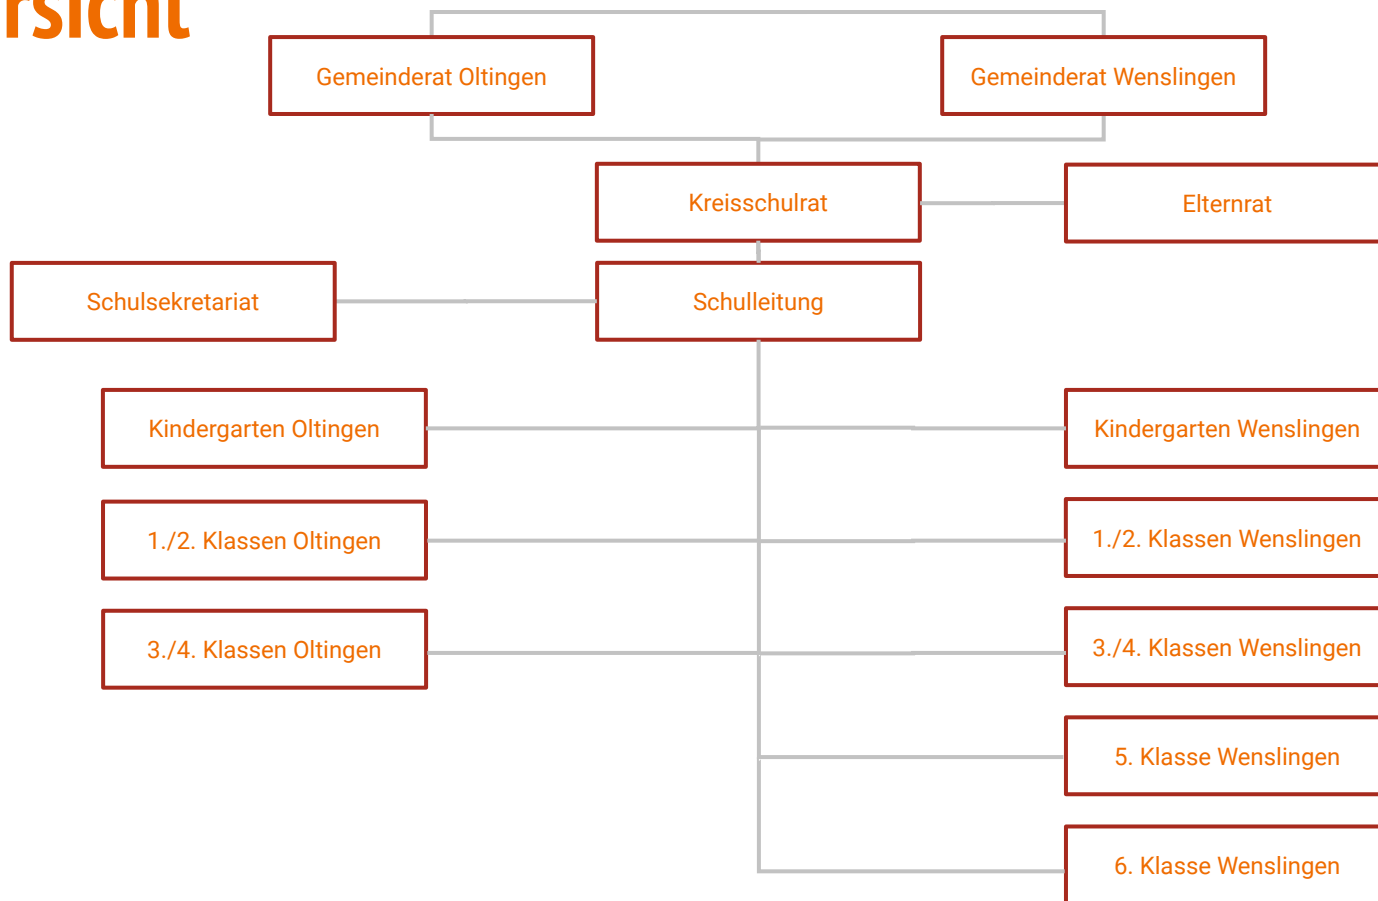 rsicht
Gemeinderat Oltingen
Gemeinderat Wenslingen
Kreisschulrat
Elternrat
Schulsekretariat
Schulleitung
Kindergarten Oltingen
Kindergarten Wenslingen
1./2. Klassen Oltingen
1./2. Klassen Wenslingen
3./4. Klassen Oltingen
3./4. Klassen Wenslingen
5. Klasse Wenslingen
6. Klasse Wenslingen